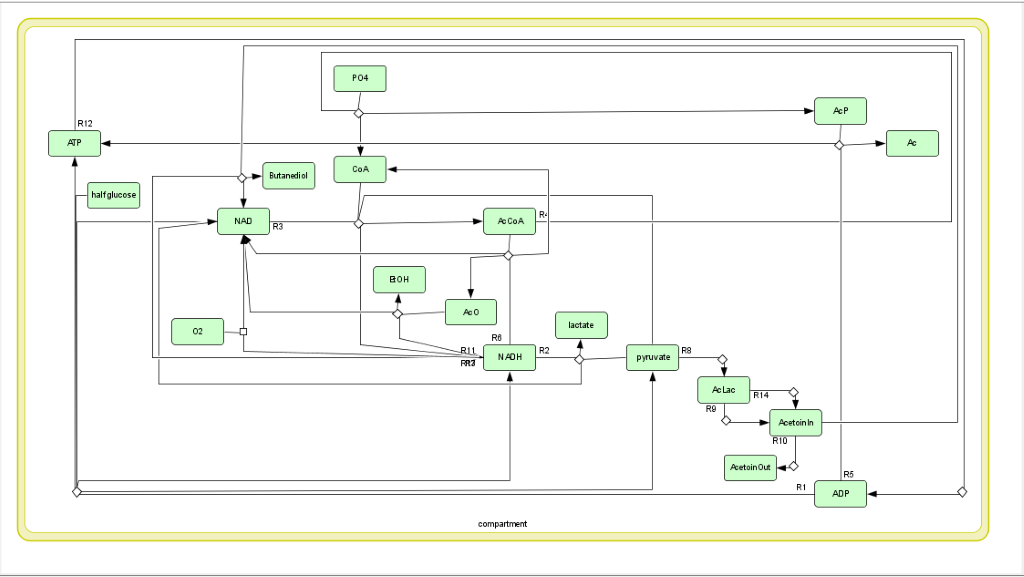 PO4
AcP
R12
ATP
Ac
CoA
Butanediol
halfglucose
NAD
R3
AcCoA
R4
EtOH
AcO
O2
lactate
R6
R11
NADH
R2
pyruvate
R8
AcLac
R14
R9
AcetoinIn
R10
AcetoinOut
R5
R1
ADP
compartment